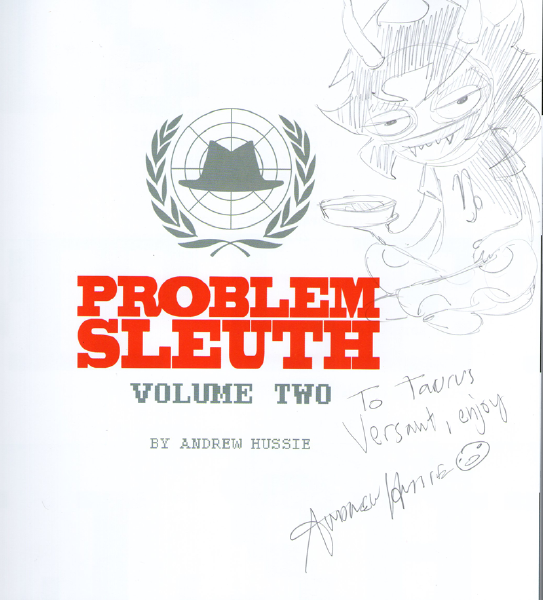 PROBLEM
SLEUTH
VOLUME TWO
BY ANDREW HUSSIE
To Taurus
Versant, enjoy
Andrew Hussie